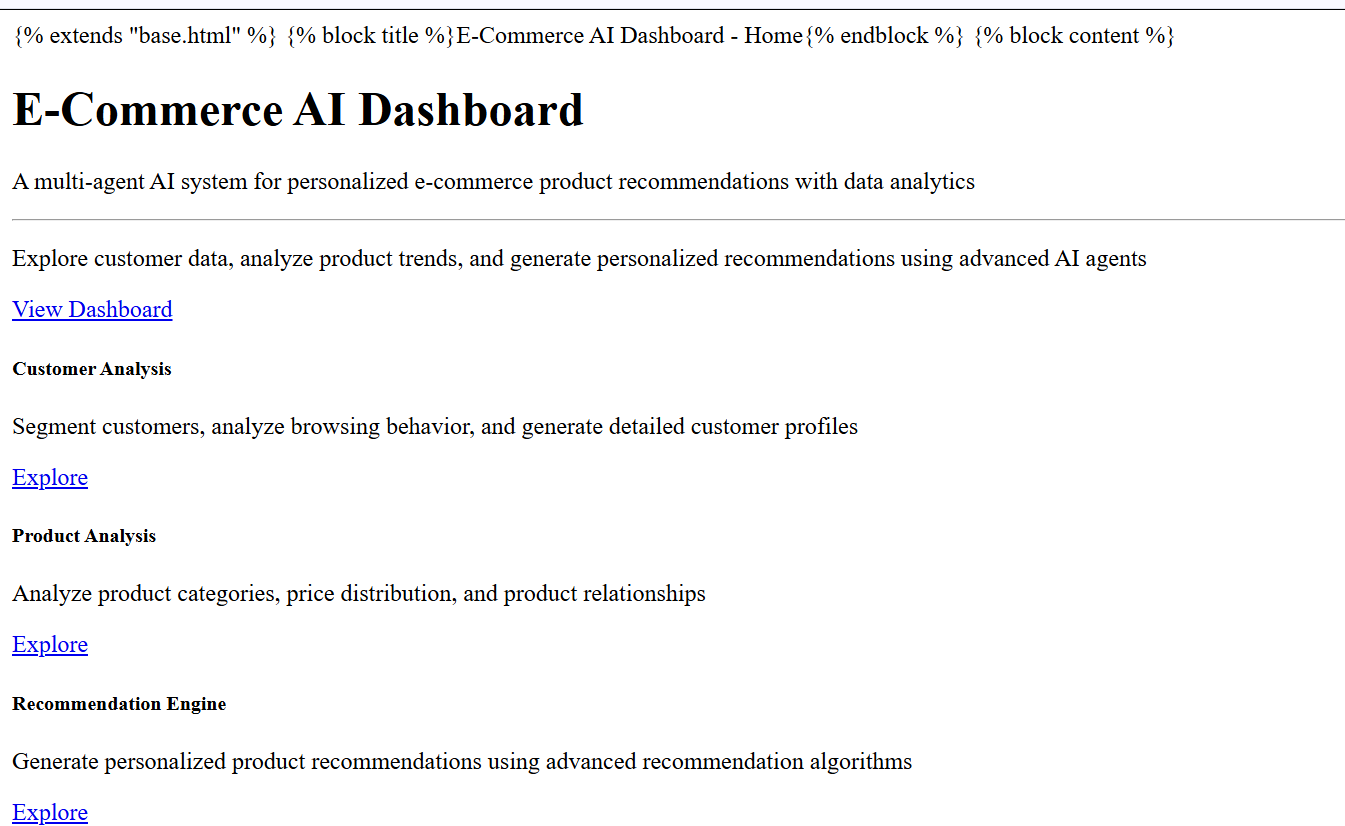 {% extends "base.html" %} {% block title %}E-Commerce AI Dashboard - Home{% endblock %} {% block content %}
E-Commerce AI Dashboard
A multi-agent AI system for personalized e-commerce product recommendations with data analytics
Explore customer data, analyze product trends, and generate personalized recommendations using advanced AI agents
View Dashboard
Customer Analysis
Segment customers, analyze browsing behavior, and generate detailed customer profiles
Explore
Product Analysis
Analyze product categories, price distribution, and product relationships
Explore
Recommendation Engine
Generate personalized product recommendations using advanced recommendation algorithms
Explore